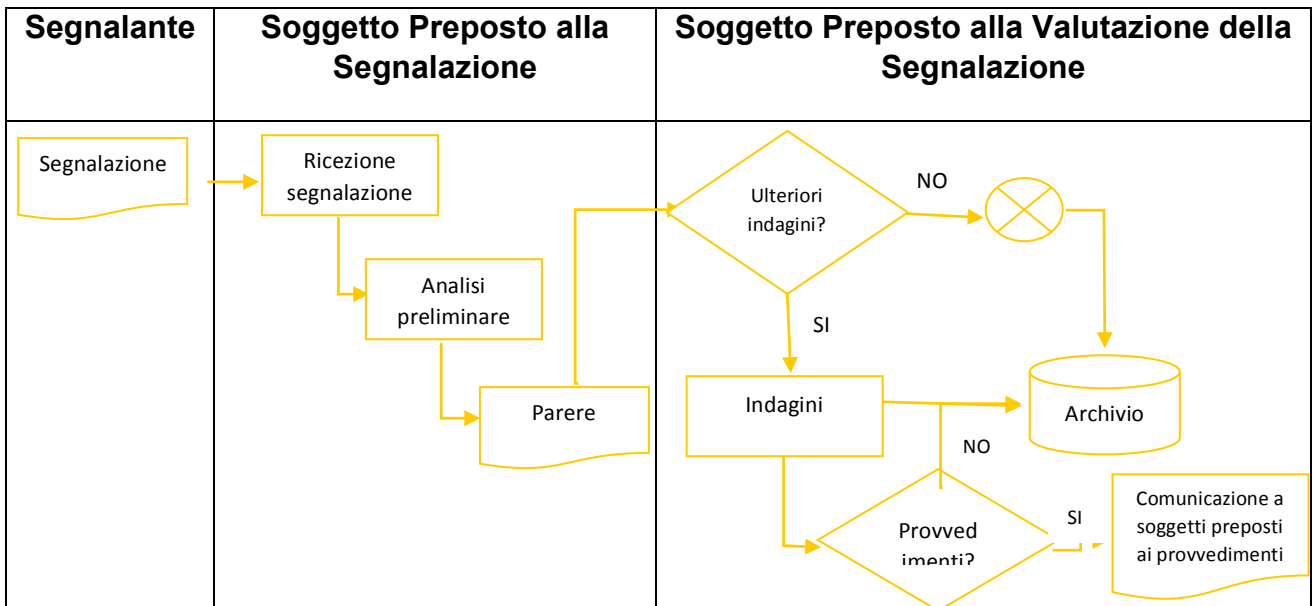 Segnalante
Soggetto Preposto alla
Segnalazione
Soggetto Preposto alla Valutazione della
Segnalazione
Segnalazione
Ricezione
segnalazione
Analisi
preliminare
Parere
Ulteriori
indagini?
NO
SI
Indagini
Archivio
NO
Provved
imenti?
SI
Comunicazione a
soggetti preposti
ai provvedimenti